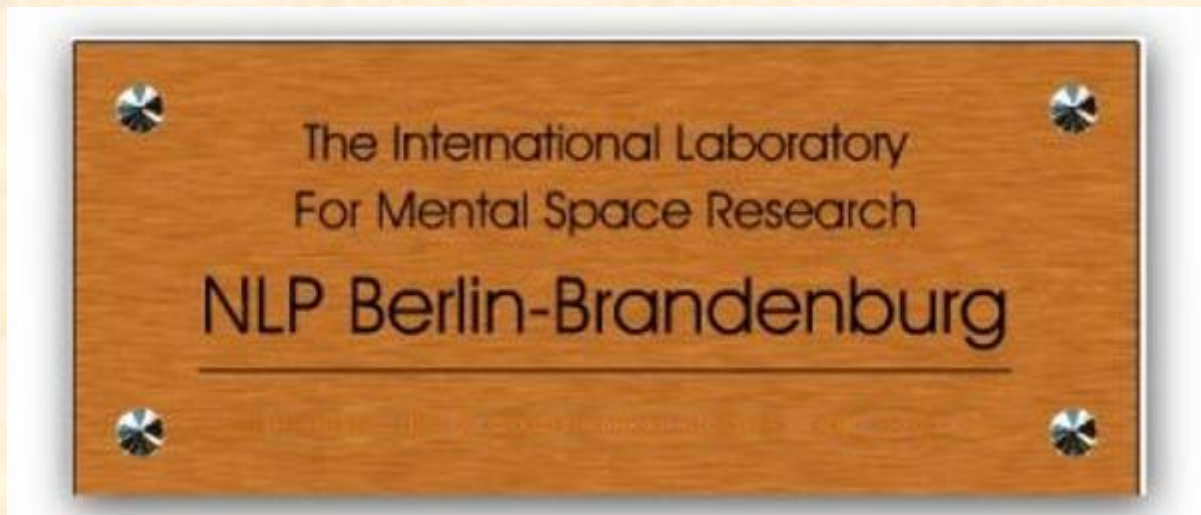 The International Laboratory
For Mental Space Research
NLP Berlin-Brandenburg